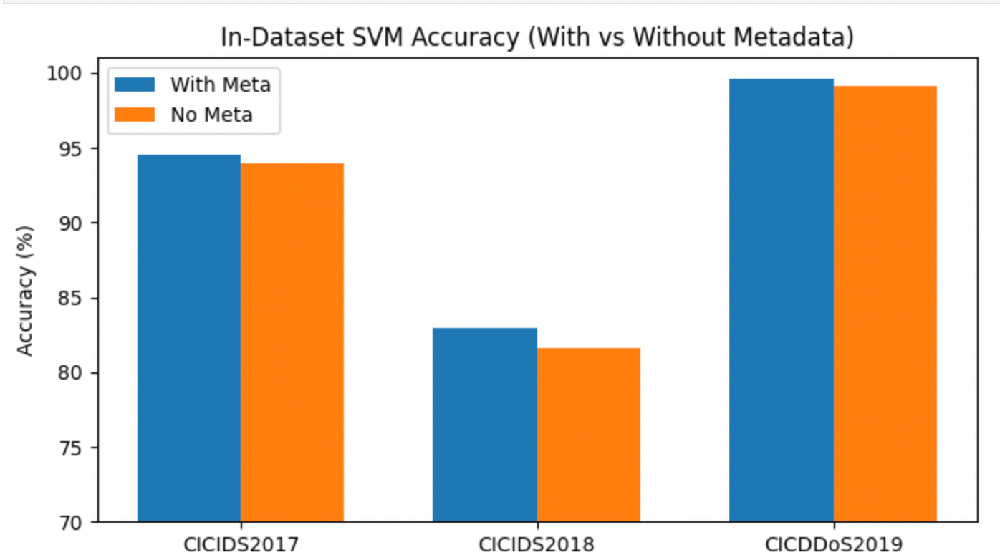 In-Dataset SVM Accuracy (With vs Without Metadata)
With Meta
No Meta
Accuracy (%)
100
95
90
85
80
75
70
CICIDS2017 CICIDS2018 CICDDoS2019